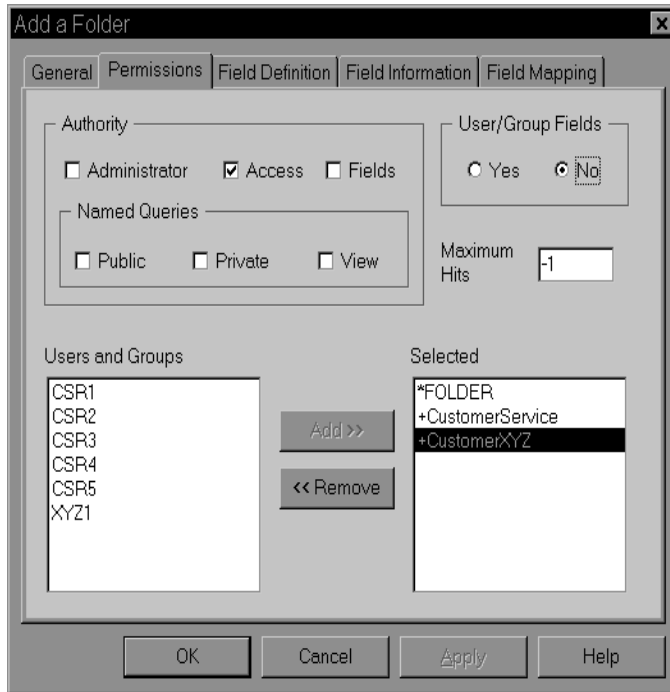 Add a Folder
General Permissions Field Definition Field Information Field Mapping
Authority
Administrator Access Fields
Named Queries
Public Private View
User/Group Fields
Yes No
Maximum
Hits
-1
Users and Groups
CSR1
CSR2
CSR3
CSR4
CSR5
XYZ1
Add >>
<< Remove
Selected
*FOLDER
+CustomerService
+CustomerXYZ
OK Cancel Apply Help